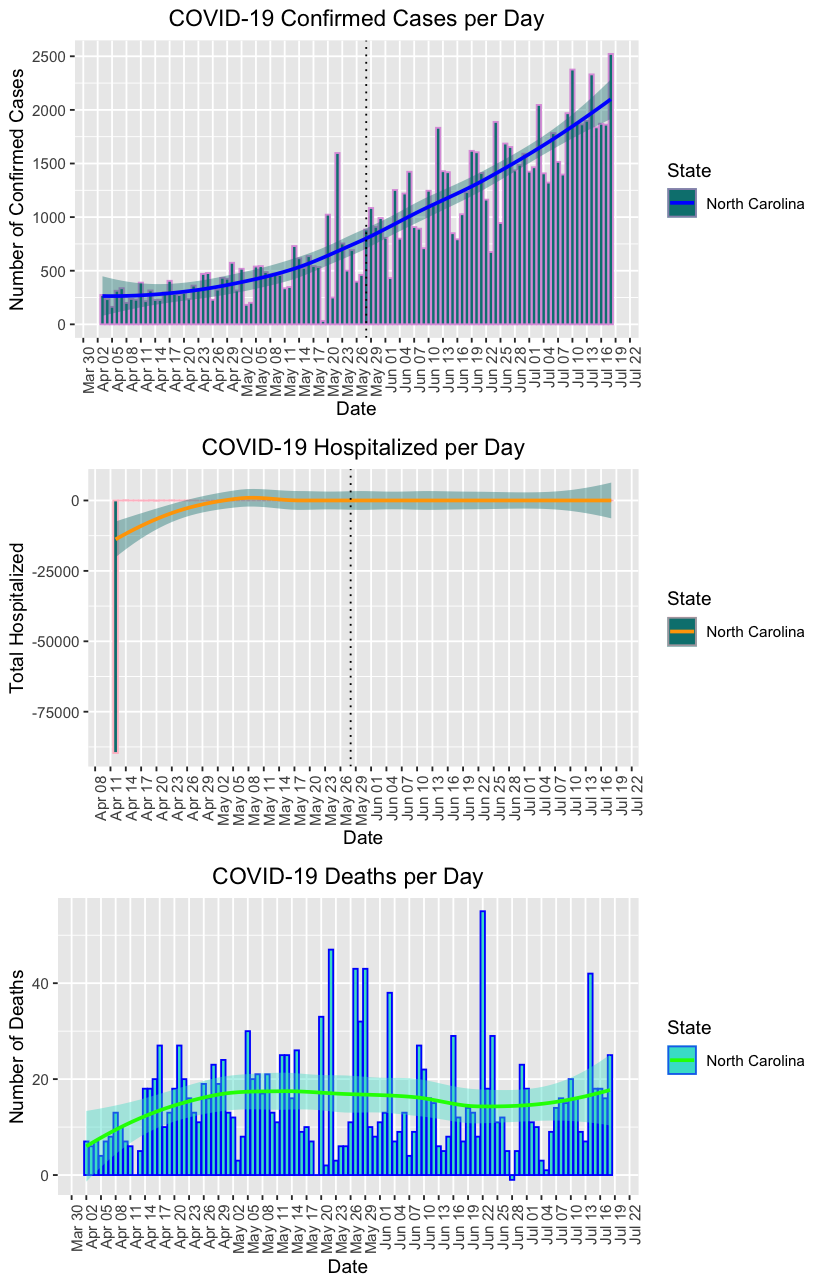 COVID-19 Confirmed Cases per Day
Number of Confirmed Cases
2500
2000
1500
1000
500
0
Mar 30
Apr 02
Apr 05
Apr 08
Apr 11
Apr 14
Apr 17
Apr 20
Apr 23
Apr 26
Apr 29
May 02
May 05
May 08
May 11
May 14
May 17
May 20
May 23
May 26
May 29
Jun 01
Jun 04
Jun 07
Jun 10
Jun 13
Jun 16
Jun 19
Jun 22
Jun 25
Jun 28
Jul 01
Jul 04
Jul 07
Jul 10
Jul 13
Jul 16
Jul 19
Jul 22
Date
State
North Carolina
COVID-19 Hospitalized per Day
Total Hospitalized
0
-25000
-50000
-75000
Apr 08
Apr 11
Apr 14
Apr 17
Apr 20
Apr 23
Apr 26
Apr 29
May 02
May 05
May 08
May 11
May 14
May 17
May 20
May 23
May 26
May 29
Jun 01
Jun 04
Jun 07
Jun 10
Jun 13
Jun 16
Jun 19
Jun 22
Jun 25
Jun 28
Jul 01
Jul 04
Jul 07
Jul 10
Jul 13
Jul 16
Jul 19
Jul 22
Date
State
North Carolina
COVID-19 Deaths per Day
Number of Deaths
40
20
0
Mar 30
Apr 02
Apr 05
Apr 08
Apr 11
Apr 14
Apr 17
Apr 20
Apr 23
Apr 26
Apr 29
May 02
May 05
May 08
May 11
May 14
May 17
May 20
May 23
May 26
May 29
Jun 01
Jun 04
Jun 07
Jun 10
Jun 13
Jun 16
Jun 19
Jun 22
Jun 25
Jun 28
Jul 01
Jul 04
Jul 07
Jul 10
Jul 13
Jul 16
Jul 19
Jul 22
Date
State
North Carolina